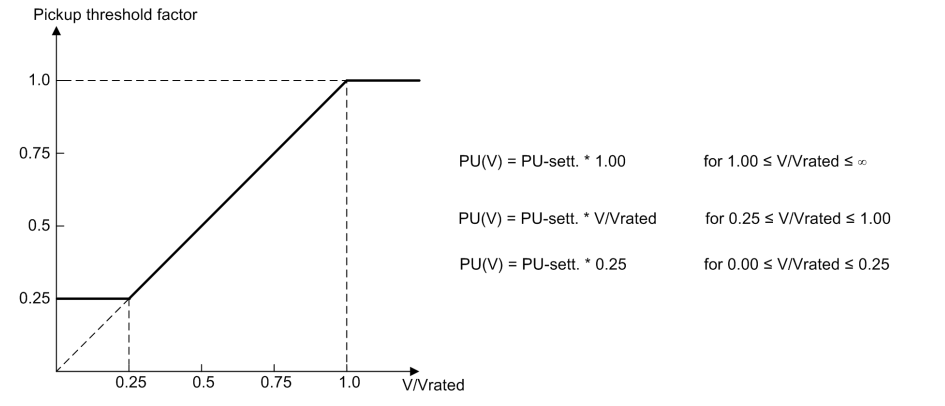 Pickup threshold factor
1.0
0.75
0.5
0.25
0.25 0.5 0.75 1.0
V/Vrated
PU(V) = PU-sett. * 1.00 for 1.00 ≤ V/Vrated ≤ ∞
PU(V) = PU-sett. * V/Vrated for 0.25 ≤ V/Vrated ≤ 1.00
PU(V) = PU-sett. * 0.25 for 0.00 ≤ V/Vrated ≤ 0.25